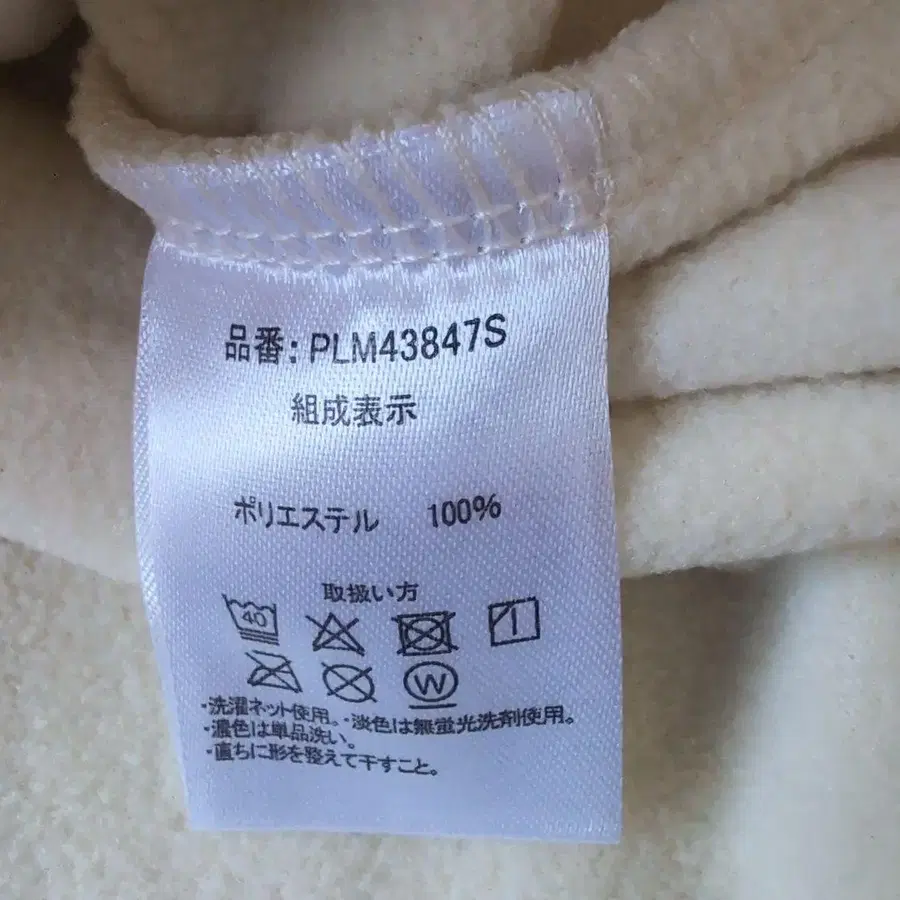 品番: PLM43847S
組成表示
ポリエステル 100%
取扱い方
40
W
・洗濯ネット使用。・淡色は無蛍光洗剤使用。
・濃色は単品洗い。
・直ちに形を整えて干すこと。